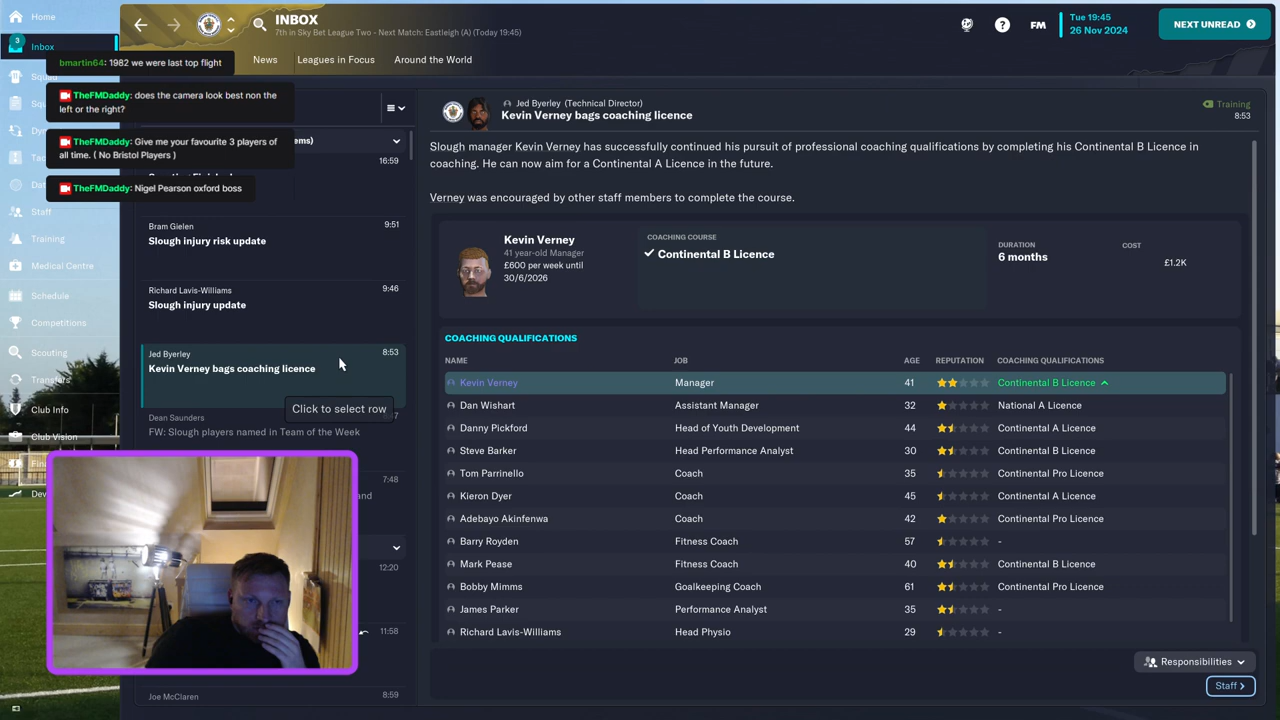 Home
INBOX
7th in Sky Bet League Two - Next Match: Eastleigh (A) (Today 19:45)
FM
Tue 19:45
26 Nov 2024
NEXT UNREAD
3
Inbox
News
Leagues in Focus
Around the World
bmartin64: 1982 we were last top flight
TheFMDaddy: does the camera look best non the
left or the right?
TheFMDaddy: Give me your favourite 3 players of
all time. ( No Bristol Players )
TheFMDaddy: Nigel Pearson oxford boss
Staff
Training
Medical Centre
Schedule
Competitions
Scouting
Transfers
Club Info
Club Vision
16:59
Bram Gielen
9:51
Slough injury risk update
Richard Lavis-Williams
9:46
Slough injury update
Jed Byerley
8:53
Kevin Verney bags coaching licence
Click to select row
Dean Saunders
FW: Slough players named in Team of the Week
7:48
and
12:20
11:58
Joe McClaren
8:59
Jed Byerley (Technical Director)
Kevin Verney bags coaching licence
Training
8:53
Slough manager Kevin Verney has successfully continued his pursuit of professional coaching qualifications by completing his Continental B Licence in
coaching. He can now aim for a Continental A Licence in the future.
Verney was encouraged by other staff members to complete the course.
Kevin Verney
41 year-old Manager
£600 per week until
30/6/2026
COACHING COURSE
Continental B Licence
DURATION
6 months
COST
£1.2K
COACHING QUALIFICATIONS
NAME JOB AGE REPUTATION COACHING QUALIFICATIONS
Kevin Verney Manager 41 Continental B Licence
Dan Wishart Assistant Manager 32 National A Licence
Danny Pickford Head of Youth Development 44 Continental A Licence
Steve Barker Head Performance Analyst 30 Continental B Licence
Tom Parrinello Coach 35 Continental Pro Licence
Kieron Dyer Coach 45 Continental A Licence
Adebayo Akinfenwa Coach 42 Continental Pro Licence
Barry Royden Fitness Coach 57 -
Mark Pease Fitness Coach 40 Continental B Licence
Bobby Mimms Goalkeeping Coach 61 Continental Pro Licence
James Parker Performance Analyst 35 -
Richard Lavis-Williams Head Physio 29 -
Responsibilities
Staff